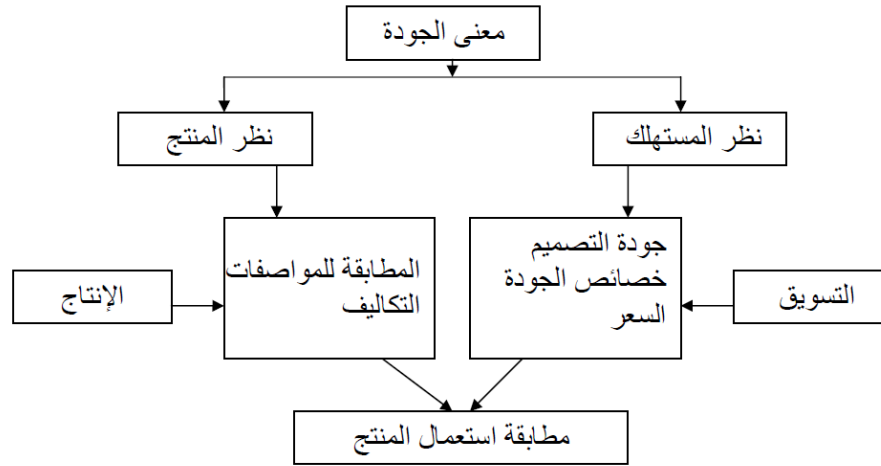 معنى الجودة
نظر المستهلك
نظر المنتج
جودة التصميم
خصائص الجودة
السعر
المطابقة للمواصفات
التكاليف
التسويق
الإنتاج
مطابقة استعمال المنتج